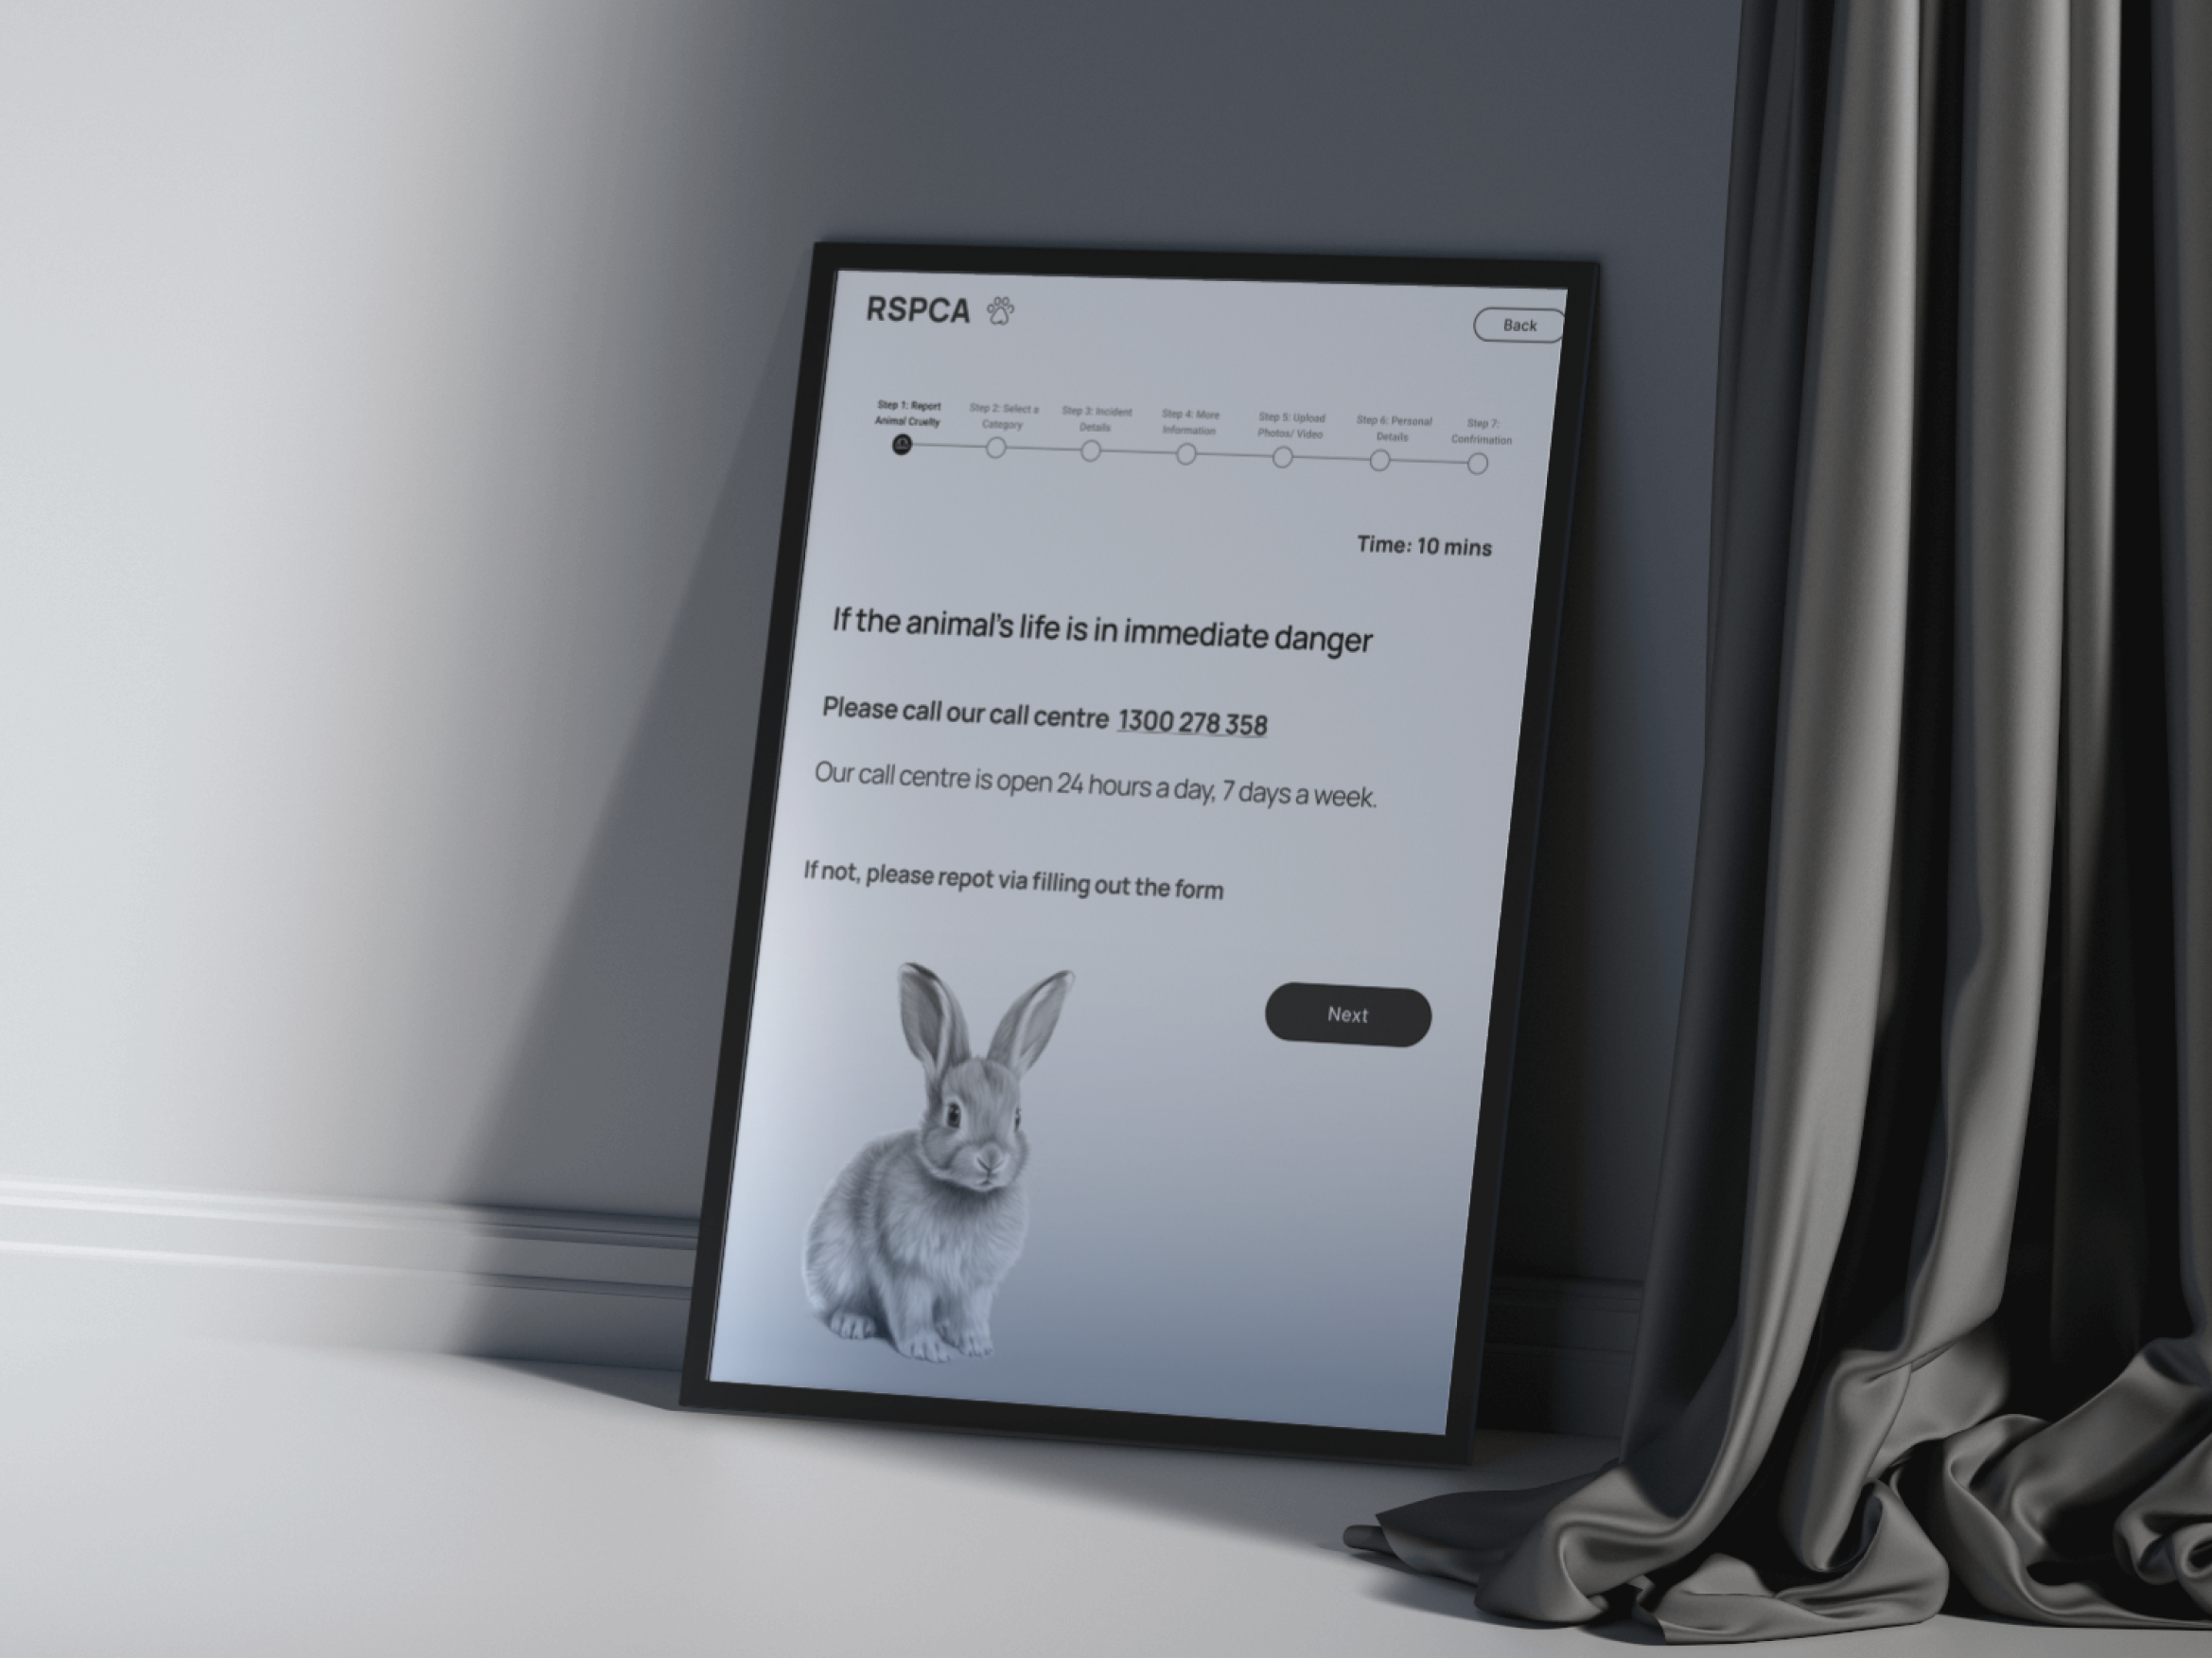 RSPCA
Back
Step 1: Report
Animal Cruelty
Step 2: Select a
Category
Step 3: Incident
Details
Step 4: More
Information
Step 5: Upload
Photos/ Video
Step 6: Personal
Details
Step 7:
Confrimation
Time: 10 mins
If the animal's life is in immediate danger
Please call our call centre 1300 278 358
Our call centre is open 24 hours a day, 7 days a week.
If not, please repot via filling out the form
Next